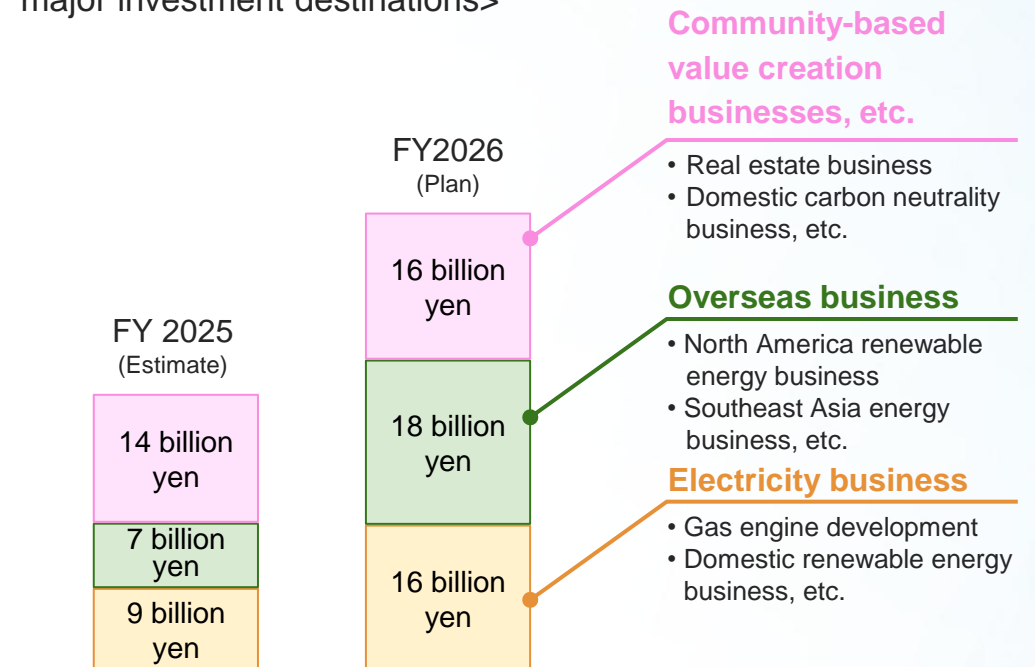 major investment destinations>
Community-based
value creation
businesses, etc.
• Real estate business
• Domestic carbon neutrality
business, etc.
FY2026
(Plan)
16 billion
yen
Overseas business
• North America renewable
energy business
• Southeast Asia energy
business, etc.
FY 2025
(Estimate)
14 billion
yen
18 billion
yen
Electricity business
• Gas engine development
• Domestic renewable energy
business, etc.
7 billion
yen
9 billion
yen
16 billion
yen